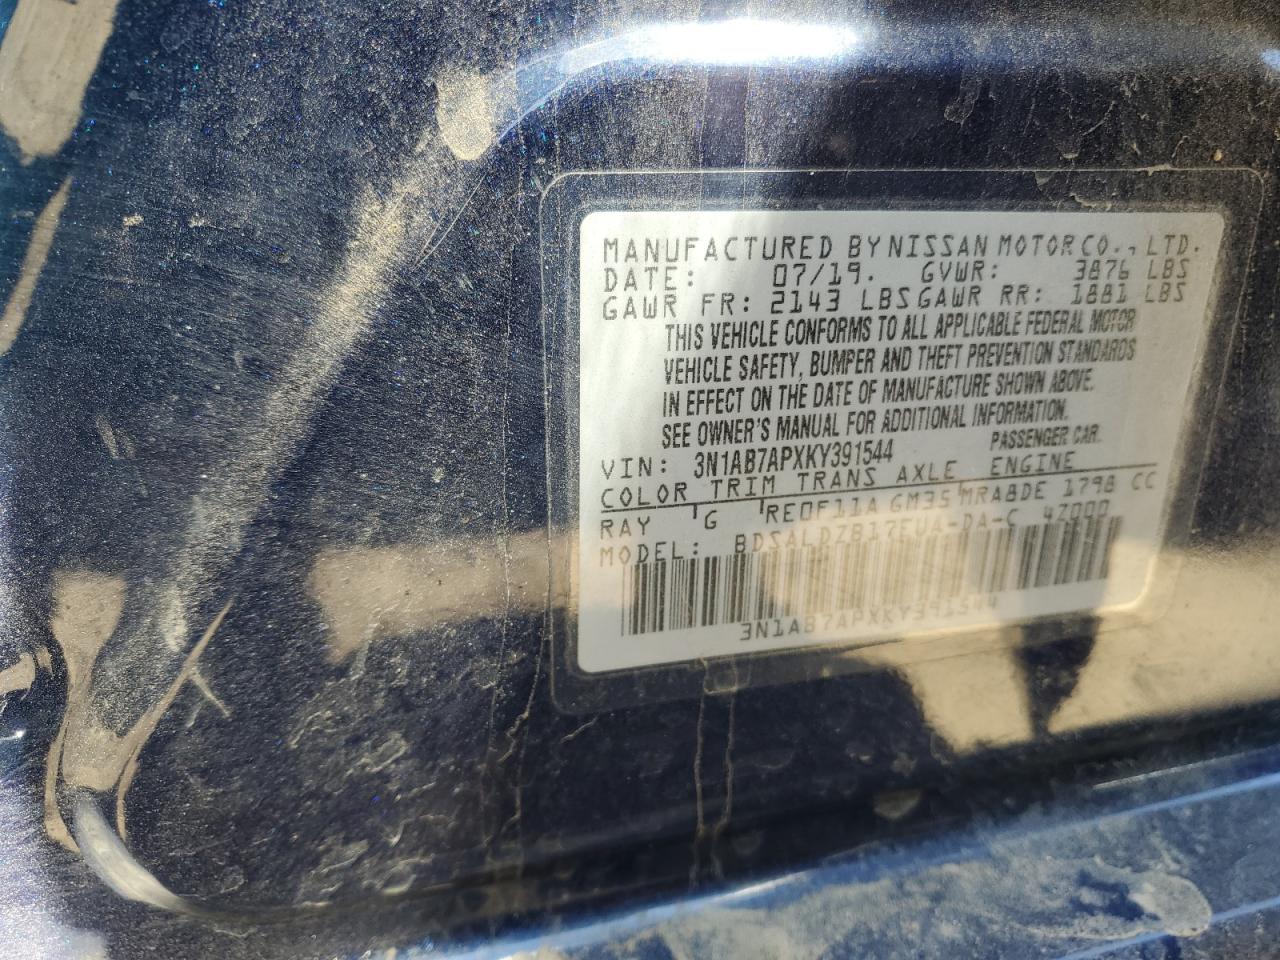 MANUFACTURED BY NISSAN MOTOR CO., LTD.
DATE: 07/19. GVWR: 3876 LBS
GAWR FR: 2143 LBS GAWR RR: 1881 LBS
THIS VEHICLE CONFORMS TO ALL APPLICABLE FEDERAL MOTOR
VEHICLE SAFETY, BUMPER AND THEFT PREVENTION STANDARDS
IN EFFECT ON THE DATE OF MANUFACTURE SHOWN ABOVE.
SEE OWNER'S MANUAL FOR ADDITIONAL INFORMATION.
VIN: 3N1AB7APXKY391544 PASSENGER CAR.
COLOR TRIM TRANS AXLE ENGINE
RAY G RE0F11A GM35 MRA8DE 1798 CC
MODEL: BDSALDZB17EUA-DA-C 47000
3N1AB7APXKY391544